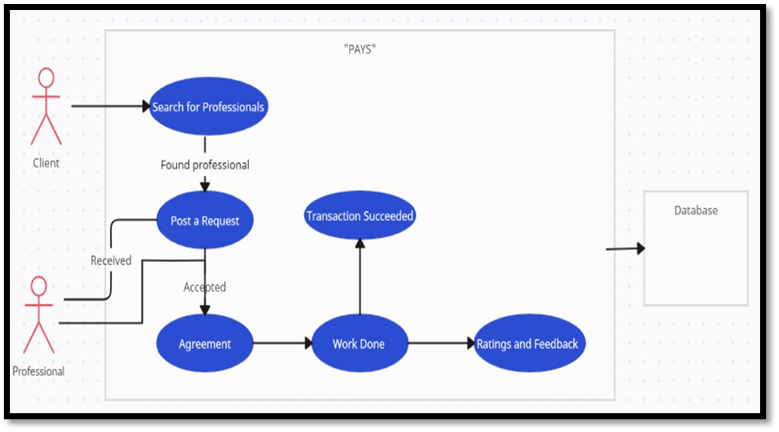 "PAYS"
Search for Professionals
Client
Found professional
Database
Transaction Succeeded
Post a Request
Received
Accepted
Agreement
Work Done
Ratings and Feedback
Professional